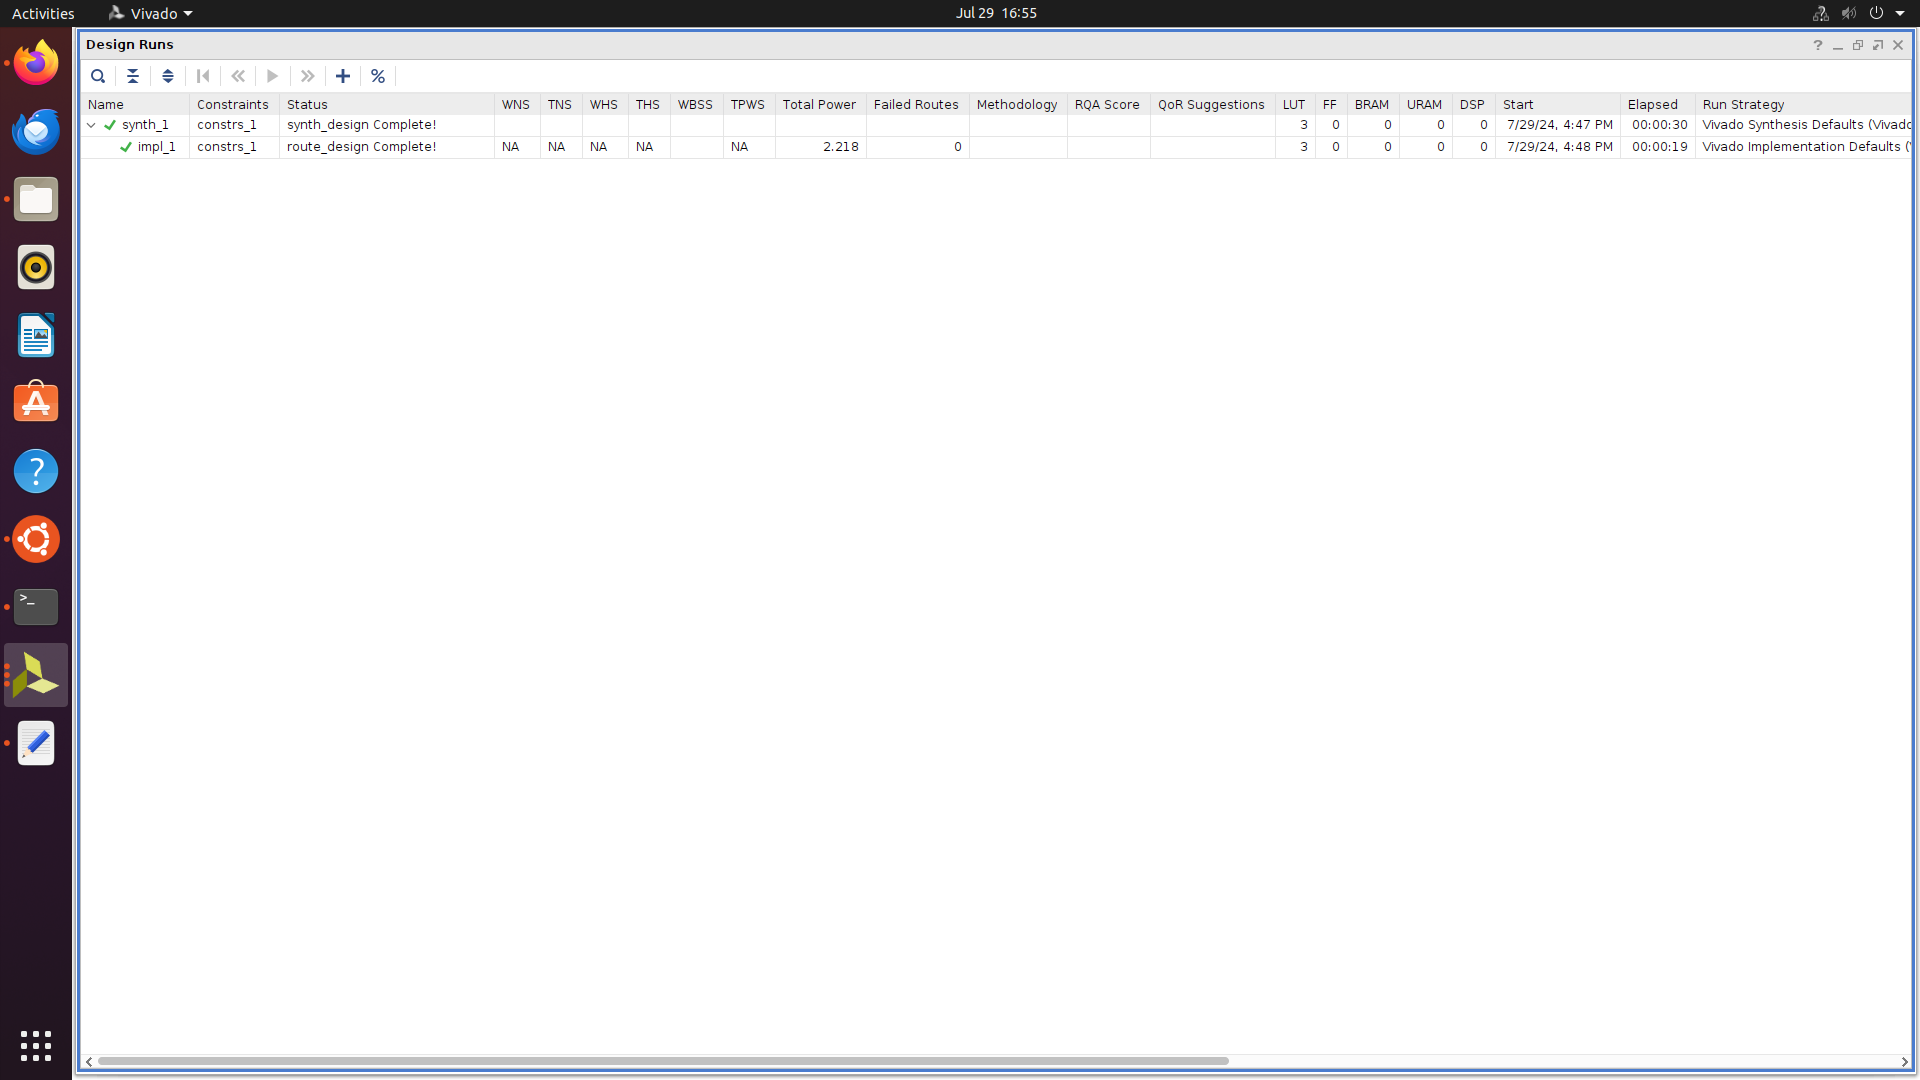 Activities Vivado Jul 29 16:55
Design Runs
Name Constraints Status WNS TNS WHS THS WBSS TPWS Total Power Failed Routes Methodology RQA Score QoR Suggestions LUT FF BRAM URAM DSP Start Elapsed Run Strategy
synth_1 constrs_1 synth_design Complete! 3 0 0 0 0 7/29/24, 4:47 PM 00:00:30 Vivado Synthesis Defaults (Vivado
impl_1 constrs_1 route_design Complete! NA NA NA NA NA 2.218 0 3 0 0 0 0 7/29/24, 4:48 PM 00:00:19 Vivado Implementation Defaults (